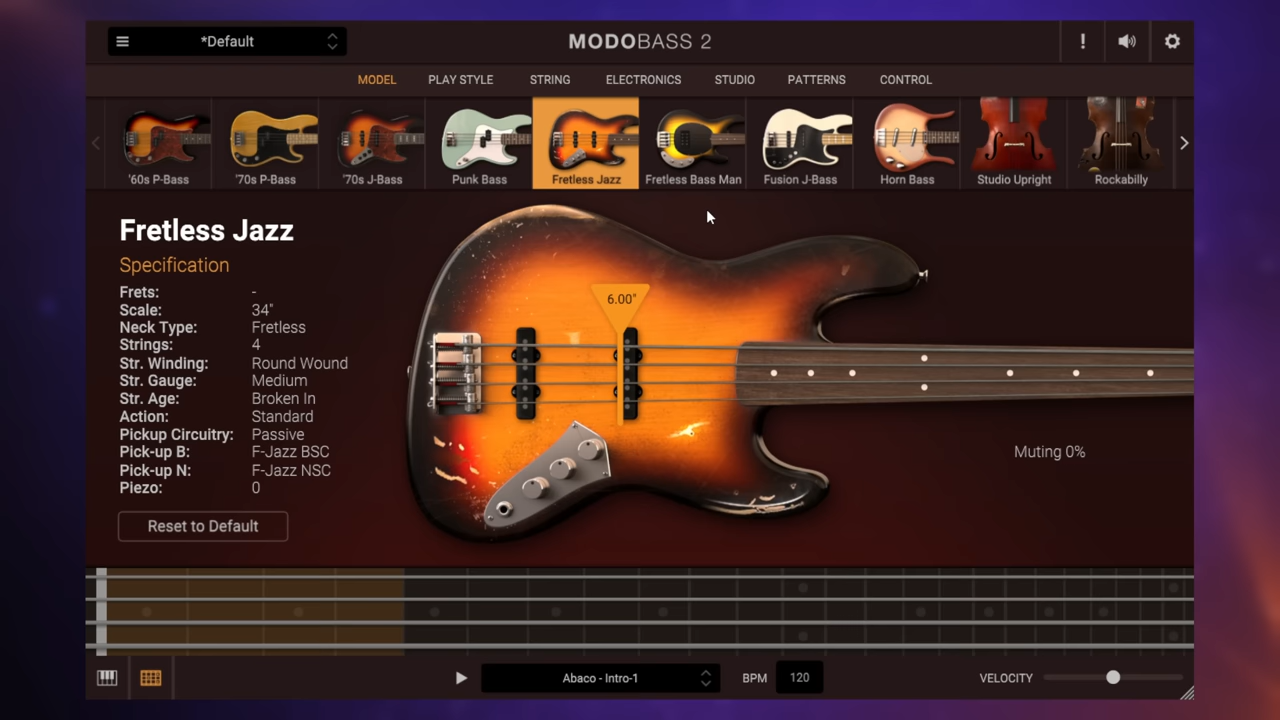 *Default
MODOBASS 2
!
MODEL PLAY STYLE STRING ELECTRONICS STUDIO PATTERNS CONTROL
'60s P-Bass '70s P-Bass '70s J-Bass Punk Bass Fretless Jazz Fretless Bass Man Fusion J-Bass Horn Bass Studio Upright Rockabilly
Fretless Jazz
Specification
Frets: -
Scale: 34"
Neck Type: Fretless
Strings: 4
Str. Winding: Round Wound
Str. Gauge: Medium
Str. Age: Broken In
Action: Standard
Pickup Circuitry: Passive
Pick-up B: F-Jazz BSC
Pick-up N: F-Jazz NSC
Piezo: 0
Reset to Default
6.00"
Muting 0%
Abaco - Intro-1 BPM 120 VELOCITY